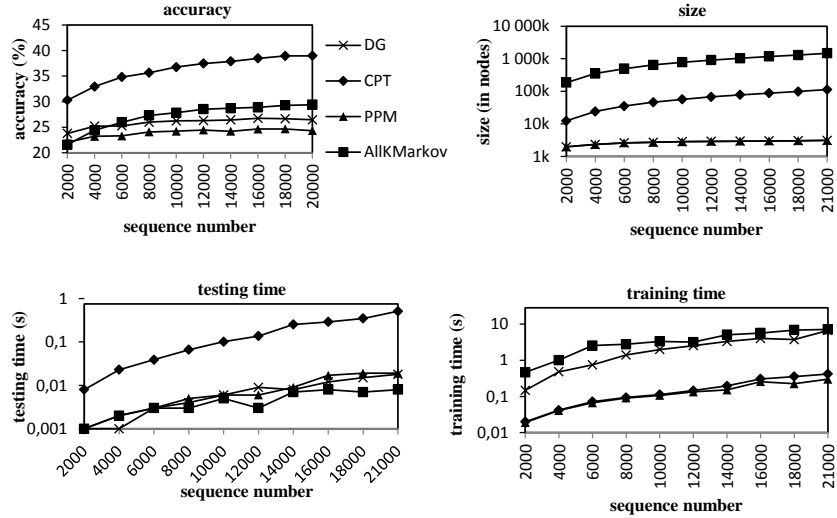 accuracy
accuracy (%)
45
40
35
30
25
20
2000
4000
6000
8000
10000
12000
14000
16000
18000
20000
sequence number
DG
CPT
PPM
AllKMarkov
size
size (in nodes)
10 000k
1 000k
100k
10k
1k
2000
4000
6000
8000
10000
12000
14000
16000
18000
21000
sequence number
testing time
testing time (s)
1
0,1
0,01
0,001
2000
4000
6000
8000
10000
12000
14000
16000
18000
21000
sequence number
training time
training time (s)
10
1
0,1
0,01
2000
4000
6000
8000
10000
12000
14000
16000
18000
21000
sequence number